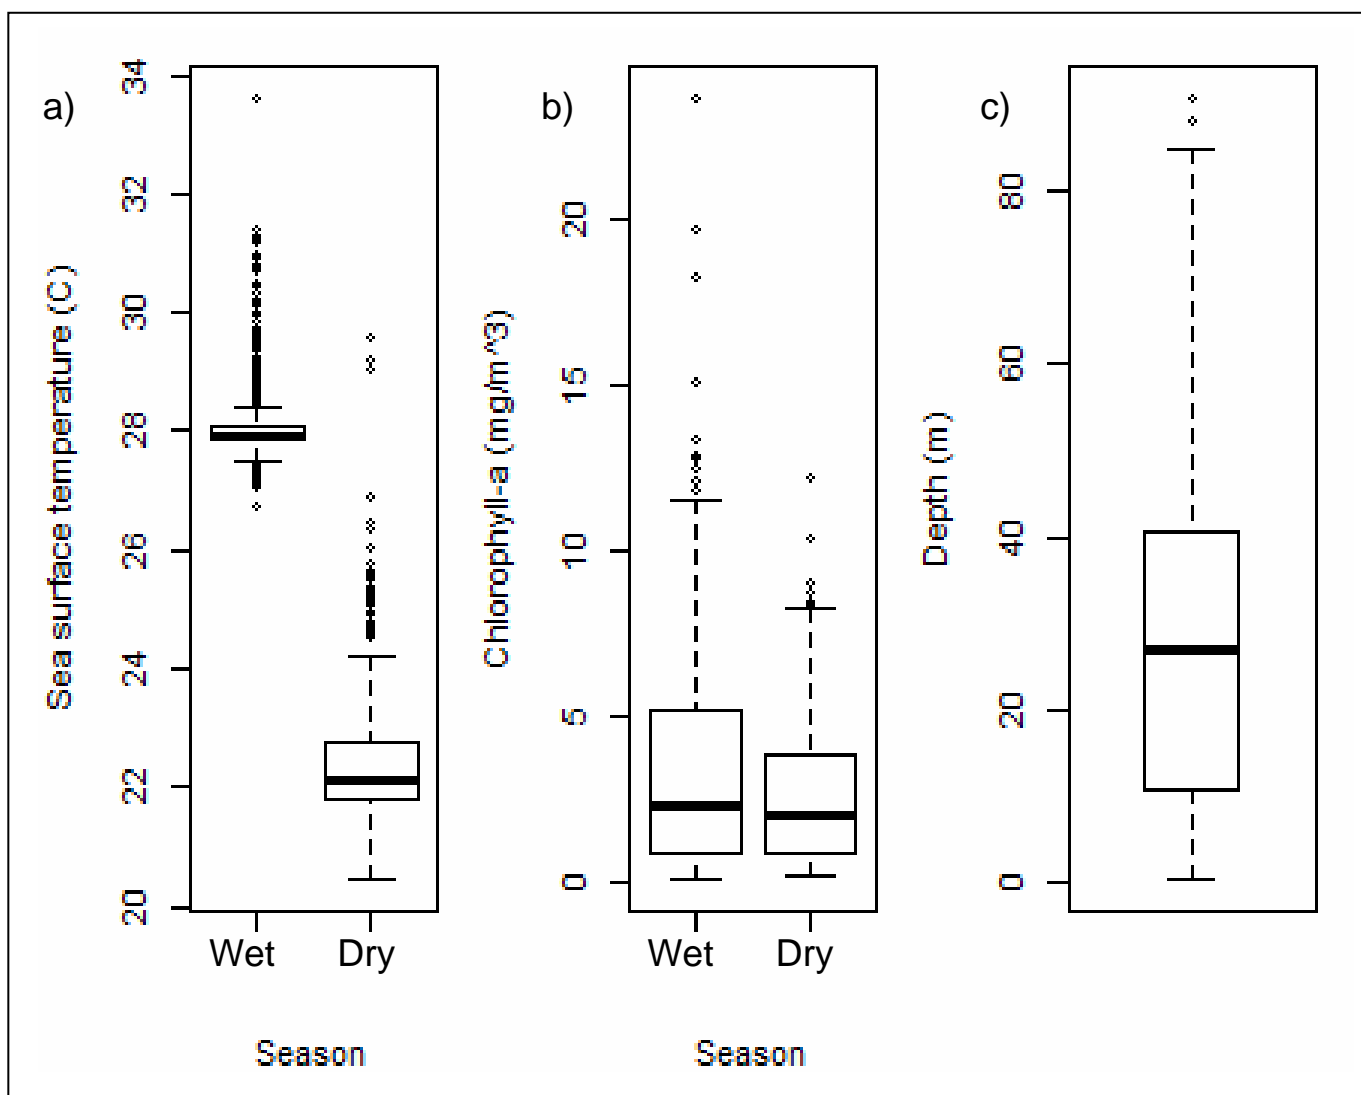 a)
Sea surface temperature (C)
34
32
30
28
26
24
22
20
Wet Dry
Season
b)
Chlorophyll-a (mg/m^3)
20
15
10
5
0
Wet Dry
Season
c)
Depth (m)
80
60
40
20
0